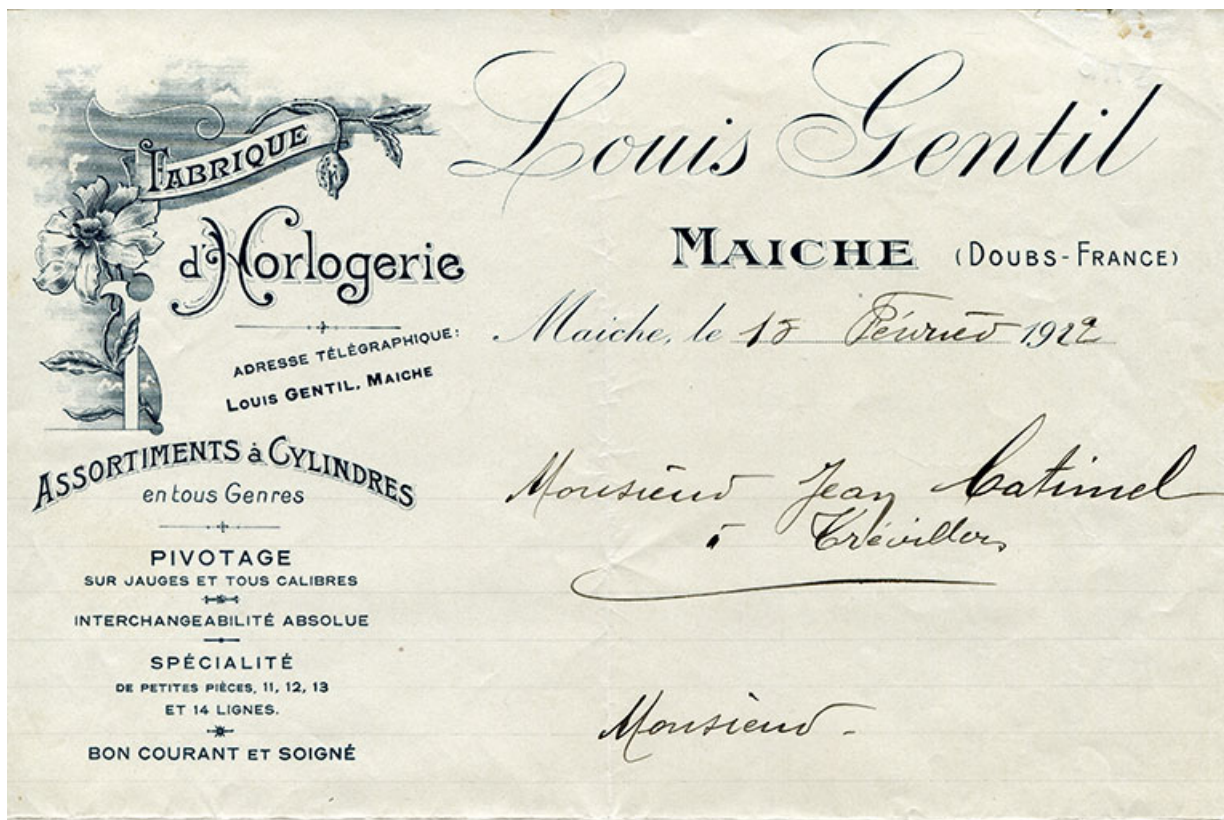 FABRIQUE
d'Horlogerie
ADRESSE TÉLÉGRAPHIQUE:
LOUIS GENTIL, MAICHE
ASSORTIMENTS à CYLINDRES
en tous Genres
PIVOTAGE
SUR JAUGES ET TOUS CALIBRES
INTERCHANGEABILITÉ ABSOLUE
SPÉCIALITÉ
DE PETITES PIÈCES, 11, 12, 13
ET 14 LIGNES.
BON COURANT ET SOIGNÉ
Louis Gentil
MAICHE (DOUBS-FRANCE)
Maiche, le Février 1922
Monsieur Jean Catimel
à Trévillers
Monsieur -